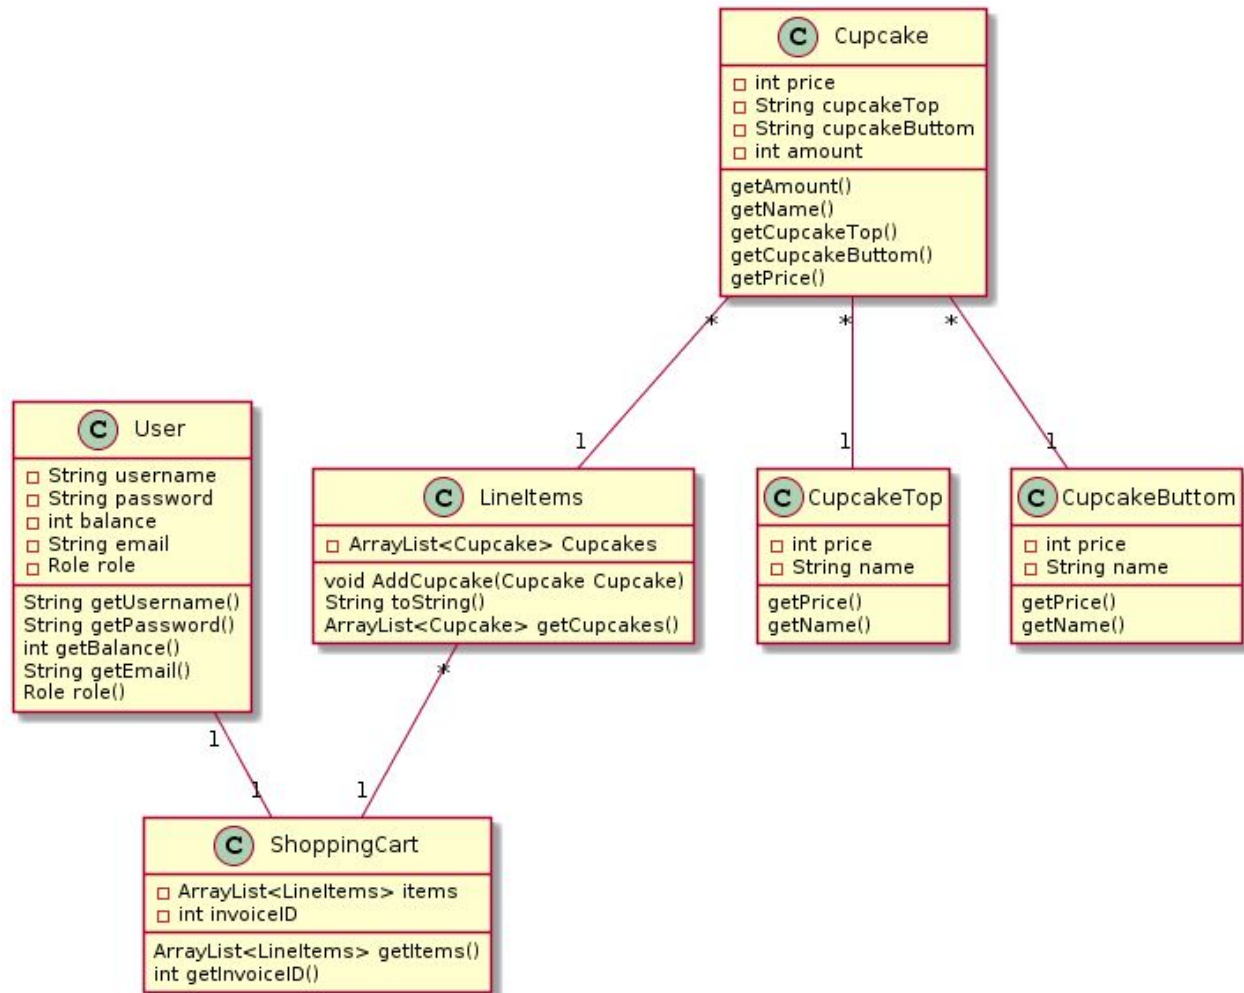 C Cupcake
int price
String cupcakeTop
String cupcakeButtom
int amount
getAmount()
getName()
getCupcakeTop()
getCupcakeButtom()
getPrice()
* * *
1 1 1
C User
String username
String password
int balance
String email
Role role
String getUsername()
String getPassword()
int getBalance()
String getEmail()
Role role()
C LineItems
ArrayList<Cupcake> Cupcakes
void AddCupcake(Cupcake Cupcake)
String toString()
ArrayList<Cupcake> getCupcakes()
C CupcakeTop
int price
String name
getPrice()
getName()
C CupcakeButtom
int price
String name
getPrice()
getName()
1 *
1 1
C ShoppingCart
ArrayList<LineItems> items
int invoiceID
ArrayList<LineItems> getItems()
int getInvoiceID()